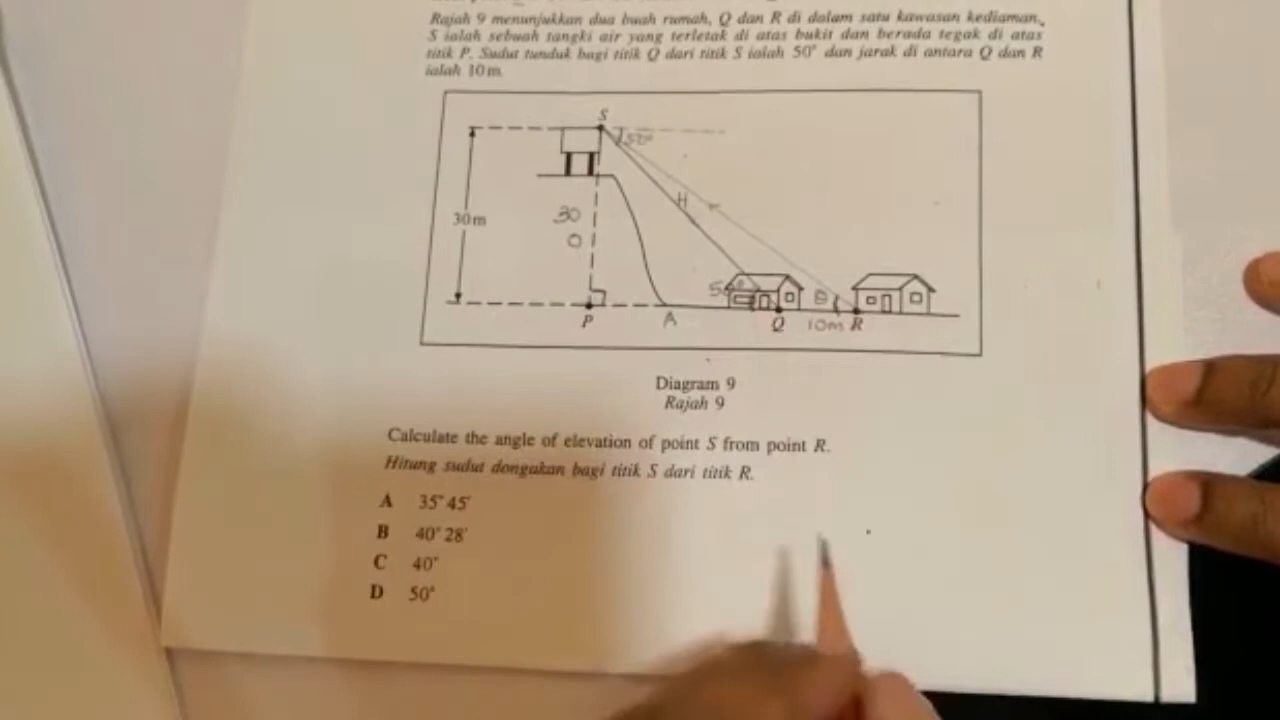 Rajah 9 menunjukkan dua buah rumah, Q dan R di dalam satu kawasan kediaman.
S ialah sebuah tangki air yang terletak di atas bukit dan berada tegak di atas
titik P. Sudut tunduk bagi titik Q dari titik S ialah 50° dan jarak di antara Q dan R
ialah 10 m.
S
50°
H
30 m
30
O
P
A
Q
10m
R
Diagram 9
Rajah 9
Calculate the angle of elevation of point S from point R.
Hitung sudut dongakan bagi titik S dari titik R.
A 35° 45'
B 40° 28'
C 40°
D 50°